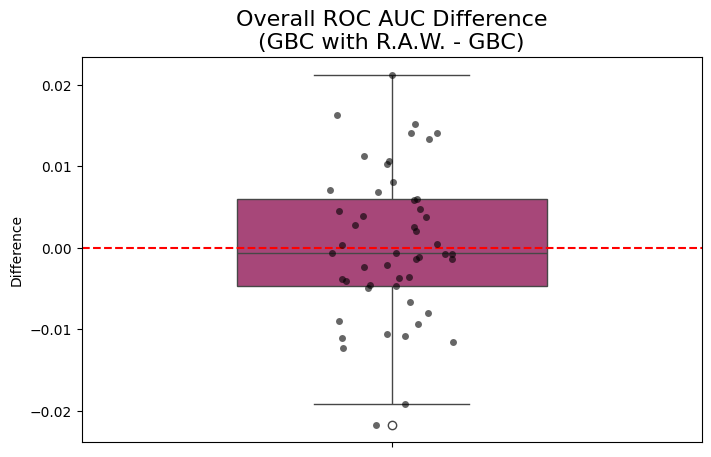 Overall ROC AUC Difference
(GBC with R.A.W. - GBC)
0.02
0.01
0.00
−0.01
−0.02
Difference